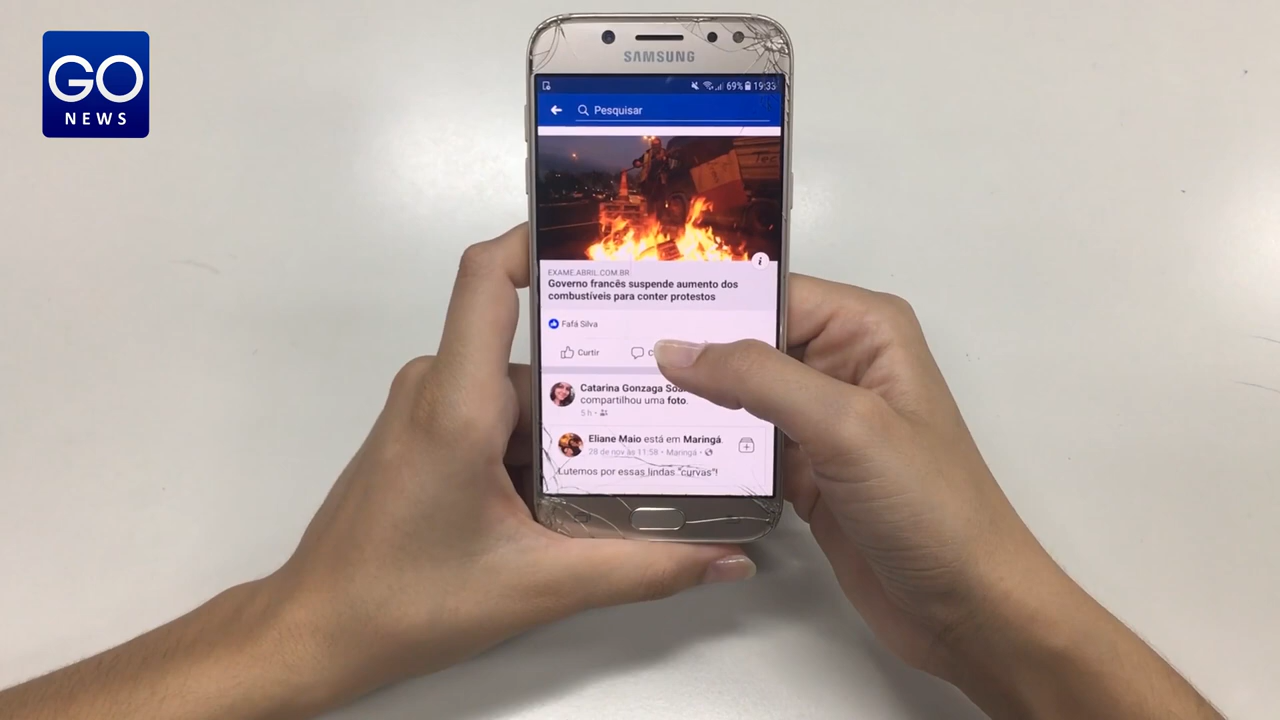 GO
NEWS
SAMSUNG
69% 19:33
Pesquisar
EXAME.ABRIL.COM.BR
Governo francês suspende aumento dos
combustíveis para conter protestos
Fafá Silva
Curtir
Catarina Gonzaga
compartilhou uma foto.
5 h
Eliane Maio está em Maringá.
28 de nov às 11:58 • Maringá •
Lutemos por essas lindas "curvas"!